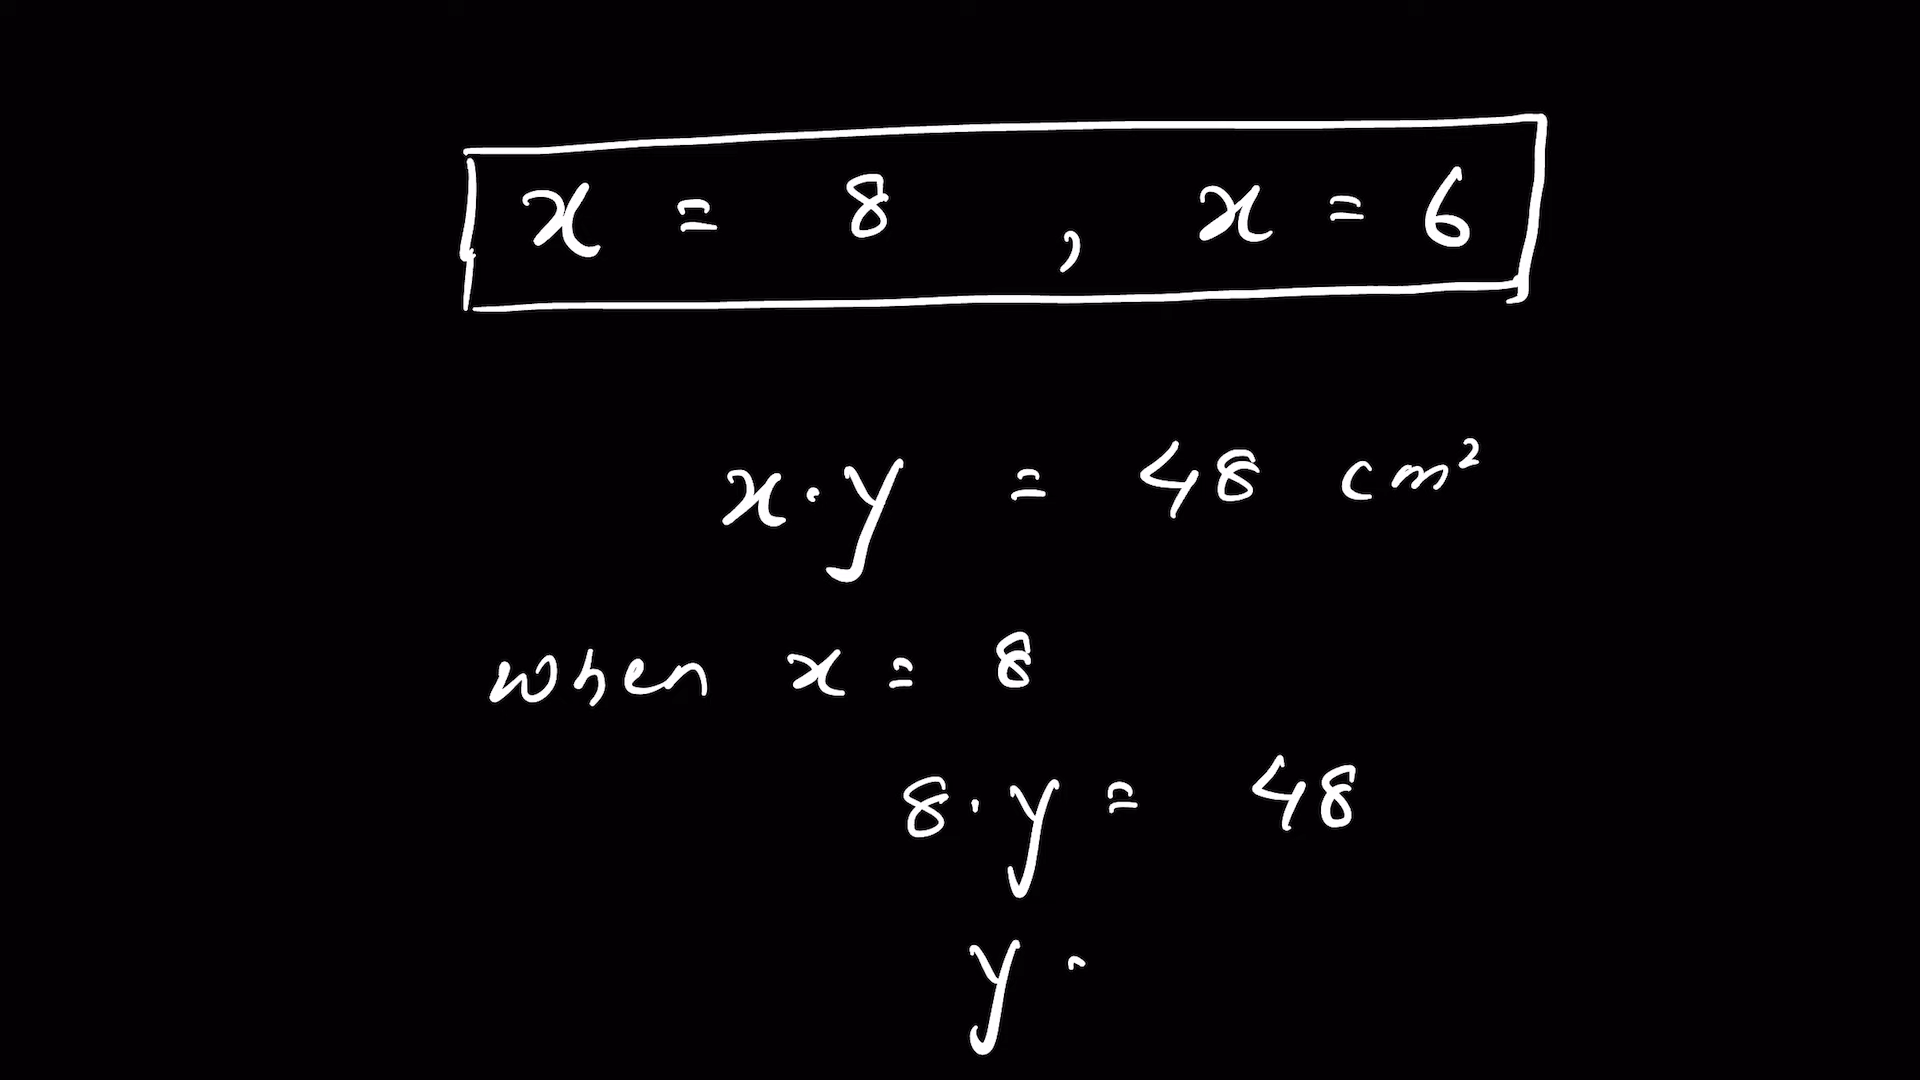 x = 8 , x = 6
x·y = 48 cm²
when x = 8
8·y = 48
y